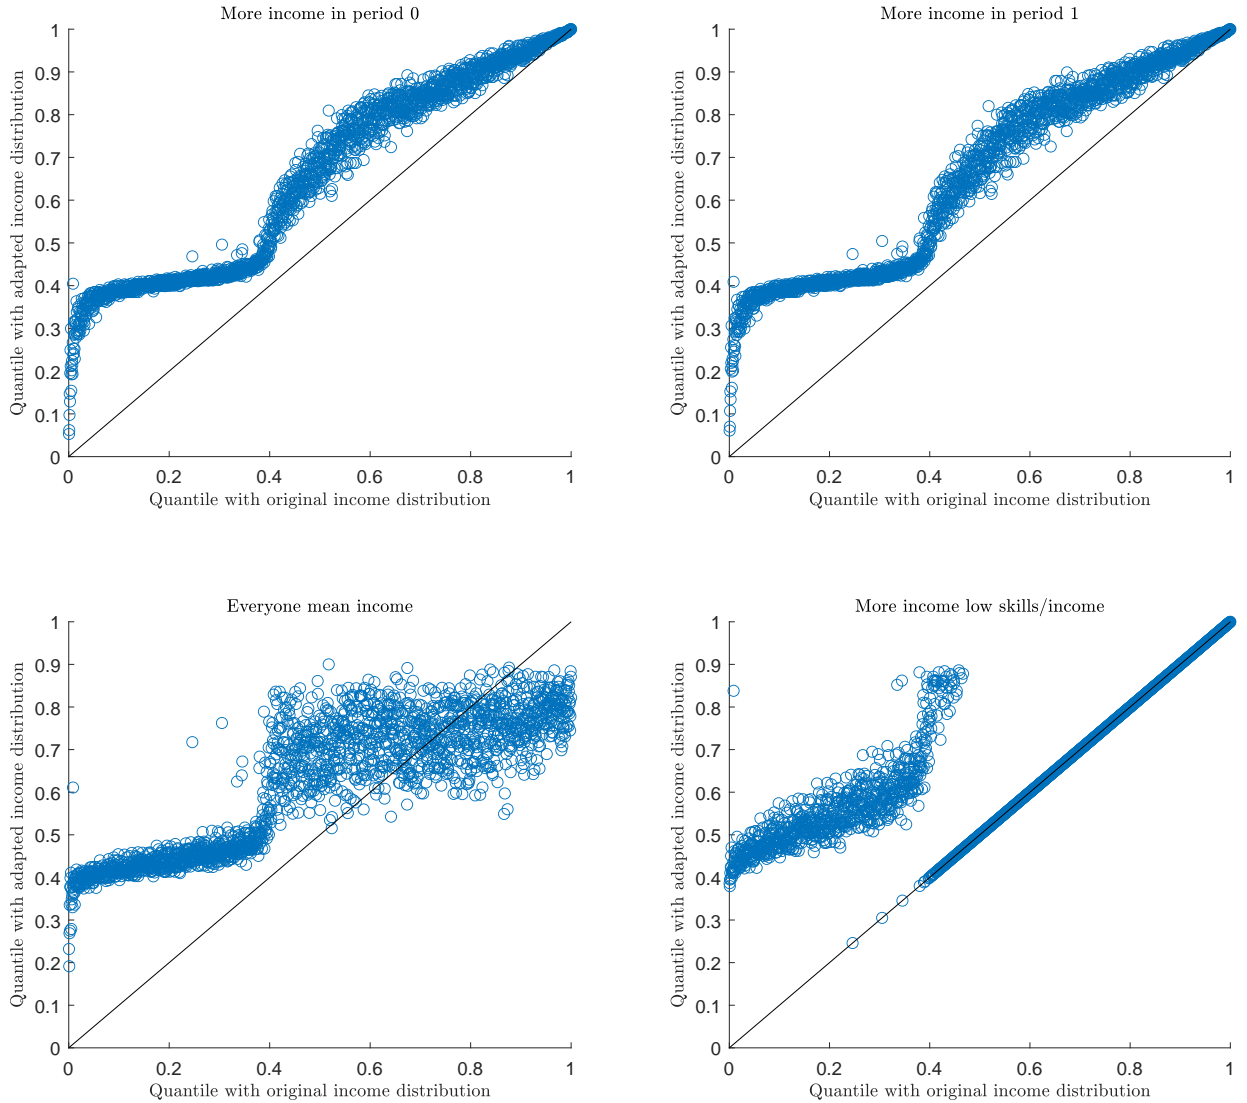 More income in period 0
1
0.9
0.8
0.7
0.6
0.5
0.4
0.3
0.2
0.1
0
Quantile with adapted income distribution
0 0.2 0.4 0.6 0.8 1
Quantile with original income distribution
More income in period 1
1
0.9
0.8
0.7
0.6
0.5
0.4
0.3
0.2
0.1
0
Quantile with adapted income distribution
0 0.2 0.4 0.6 0.8 1
Quantile with original income distribution
Everyone mean income
1
0.9
0.8
0.7
0.6
0.5
0.4
0.3
0.2
0.1
0
Quantile with adapted income distribution
0 0.2 0.4 0.6 0.8 1
Quantile with original income distribution
More income low skills/income
1
0.9
0.8
0.7
0.6
0.5
0.4
0.3
0.2
0.1
0
Quantile with adapted income distribution
0 0.2 0.4 0.6 0.8 1
Quantile with original income distribution